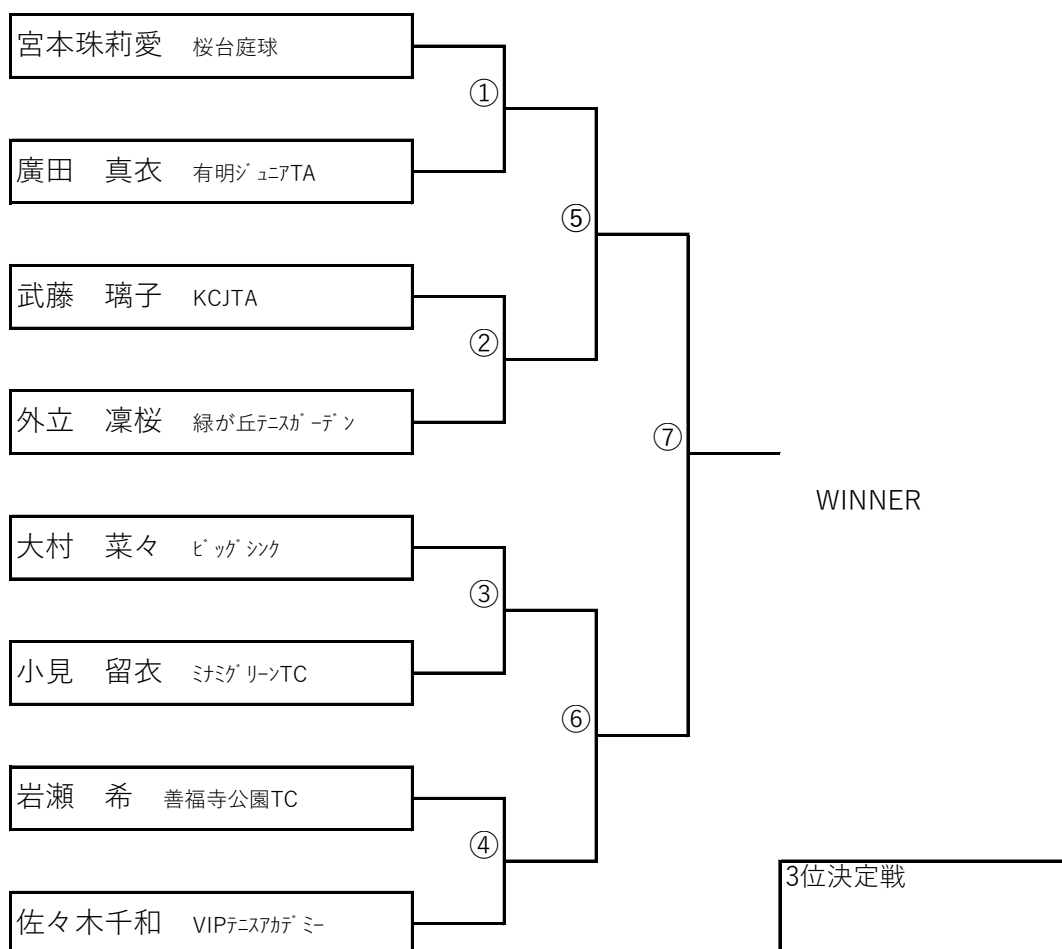 宮本珠莉愛　桜台庭球
①
廣田　真衣　有明ｼﾞｭﾆｱTA
⑤
武藤　璃子　KCJTA
②
外立　凜桜　緑が丘ﾃﾆｽｶﾞｰﾃﾞﾝ
⑦
WINNER
大村　菜々　ﾋﾞｯｸﾞｼﾝｸ
③
小見　留衣　ﾐﾅﾐｸﾞﾘｰﾝTC
⑥
岩瀬　希　善福寺公園TC
④
3位決定戦
佐々木千和　VIPﾃﾆｽｱｶﾃﾞﾐｰ